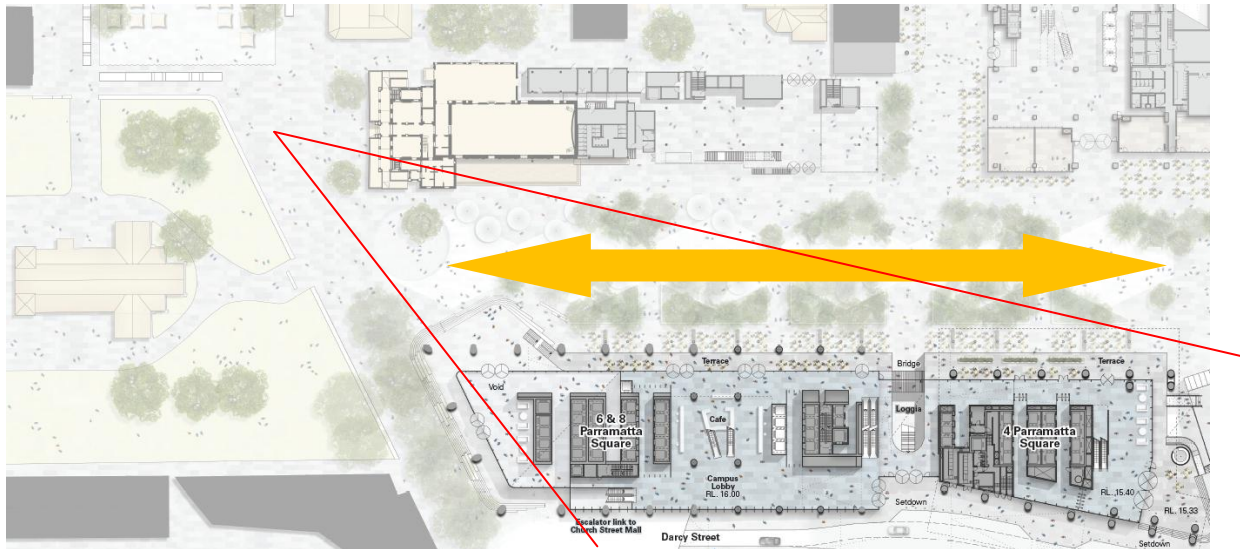 Terrace
Bridge
Terrace
Void
6 & 8
Parramatta
Square
Cafe
Loggia
4 Parramatta
Square
Campus
Lobby
RL. 16.00
RL. 15.40
RL. 15.33
Setdown
Escalator link to
Church Street Mall
Darcy Street
Setdown